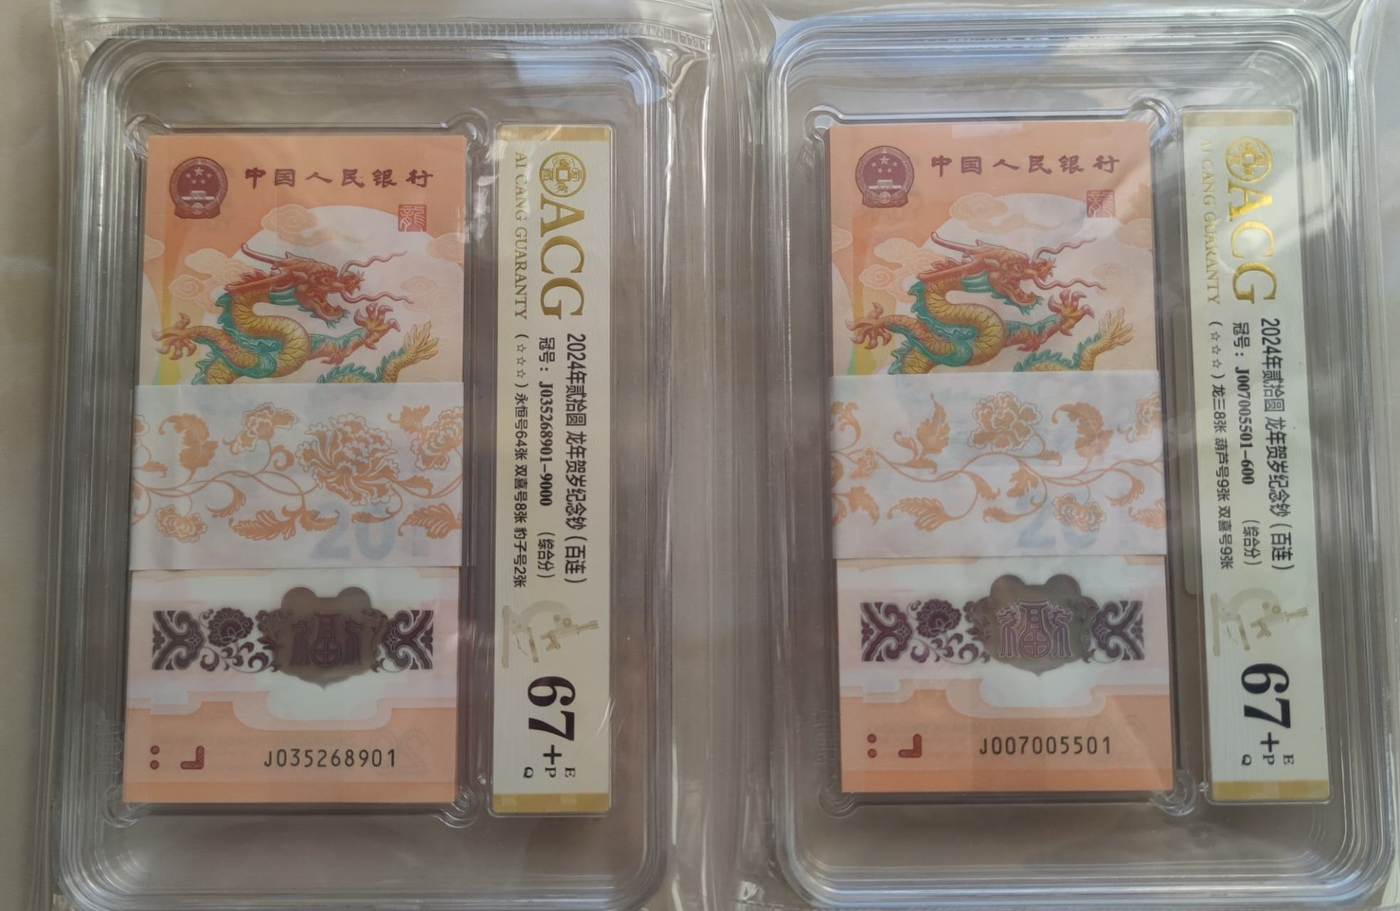 中国人民银行
J035268901
ACG
AI CANG GUARANTY
2024年贰拾圆 龙年贺岁纪念钞（百连）
冠号：J035268901-9000 （综合分）
（☆☆☆）永恒号64张 双喜号8张 豹子号2张
67+
E
P
Q
中国人民银行
J007005501
ACG
AI CANG GUARANTY
2024年贰拾圆 龙年贺岁纪念钞（百连）
冠号：J007005501-600 （综合分）
（☆☆☆）龙三8张 葫芦号9张 双喜号9张
67+
E
P
Q